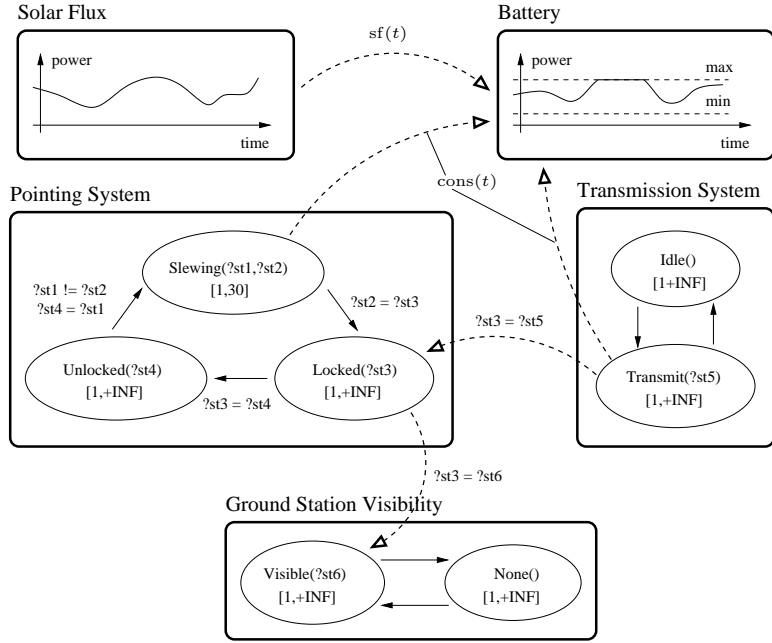 Solar Flux
power
time
sf(t)
Battery
power
max
min
time
cons(t)
Pointing System
Slewing(?st1,?st2)
[1,30]
?st1 != ?st2
?st4 = ?st1
?st2 = ?st3
Unlocked(?st4)
[1,+INF]
Locked(?st3)
[1,+INF]
?st3 = ?st4
Transmission System
Idle()
[1+INF]
?st3 = ?st5
Transmit(?st5)
[1,+INF]
?st3 = ?st6
Ground Station Visibility
Visible(?st6)
[1,+INF]
None()
[1,+INF]